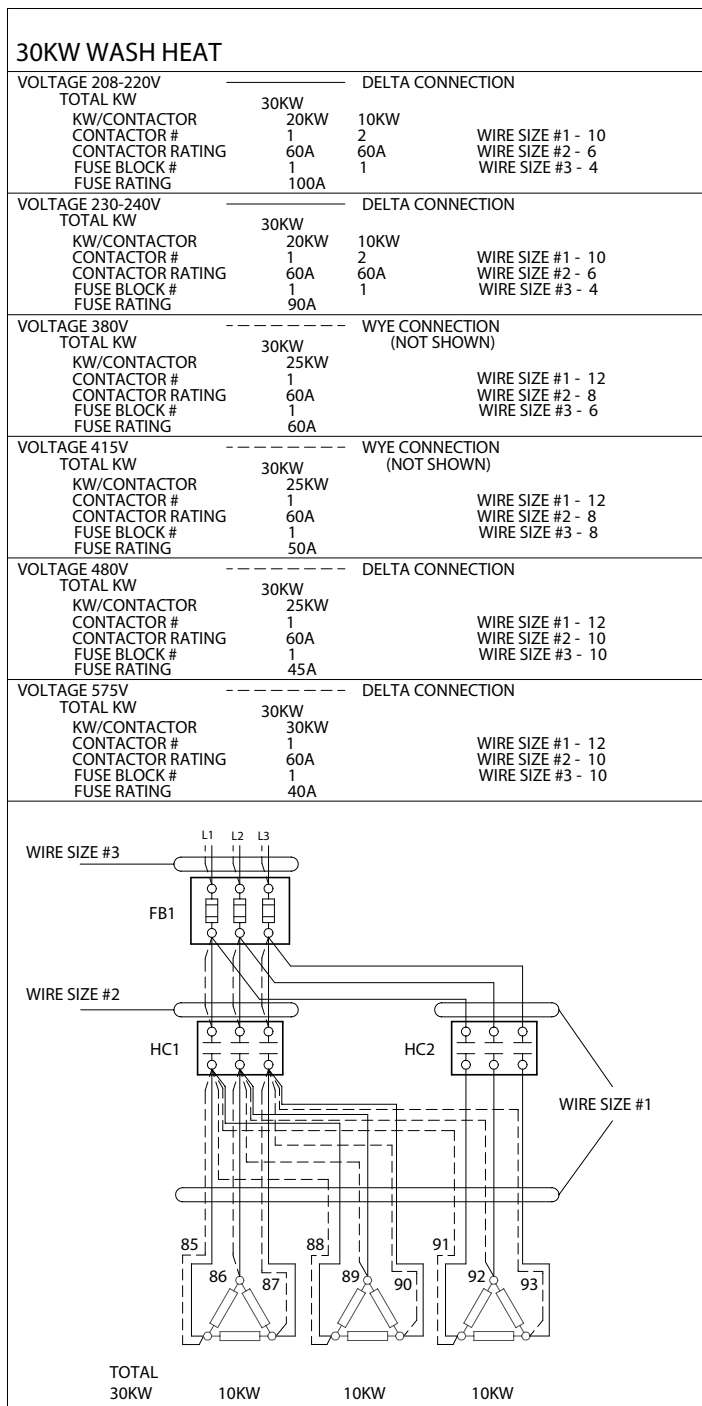 30KW WASH HEAT
VOLTAGE 208-220V DELTA CONNECTION
TOTAL KW 30KW
KW/CONTACTOR 20KW 10KW
CONTACTOR # 1 2 WIRE SIZE #1 - 10
CONTACTOR RATING 60A 60A WIRE SIZE #2 - 6
FUSE BLOCK # 1 1 WIRE SIZE #3 - 4
FUSE RATING 100A
VOLTAGE 230-240V DELTA CONNECTION
TOTAL KW 30KW
KW/CONTACTOR 20KW 10KW
CONTACTOR # 1 2 WIRE SIZE #1 - 10
CONTACTOR RATING 60A 60A WIRE SIZE #2 - 6
FUSE BLOCK # 1 1 WIRE SIZE #3 - 4
FUSE RATING 90A
VOLTAGE 380V WYE CONNECTION
TOTAL KW 30KW (NOT SHOWN)
KW/CONTACTOR 25KW
CONTACTOR # 1 WIRE SIZE #1 - 12
CONTACTOR RATING 60A WIRE SIZE #2 - 8
FUSE BLOCK # 1 WIRE SIZE #3 - 6
FUSE RATING 60A
VOLTAGE 415V WYE CONNECTION
TOTAL KW 30KW (NOT SHOWN)
KW/CONTACTOR 25KW
CONTACTOR # 1 WIRE SIZE #1 - 12
CONTACTOR RATING 60A WIRE SIZE #2 - 8
FUSE BLOCK # 1 WIRE SIZE #3 - 8
FUSE RATING 50A
VOLTAGE 480V DELTA CONNECTION
TOTAL KW 30KW
KW/CONTACTOR 25KW
CONTACTOR # 1 WIRE SIZE #1 - 12
CONTACTOR RATING 60A WIRE SIZE #2 - 10
FUSE BLOCK # 1 WIRE SIZE #3 - 10
FUSE RATING 45A
VOLTAGE 575V DELTA CONNECTION
TOTAL KW 30KW
KW/CONTACTOR 30KW
CONTACTOR # 1 WIRE SIZE #1 - 12
CONTACTOR RATING 60A WIRE SIZE #2 - 10
FUSE BLOCK # 1 WIRE SIZE #3 - 10
FUSE RATING 40A
L1 L2 L3
WIRE SIZE #3
FB1
WIRE SIZE #2
HC1 HC2
WIRE SIZE #1
85 88 91
86 87 89 90 92 93
TOTAL
30KW 10KW 10KW 10KW